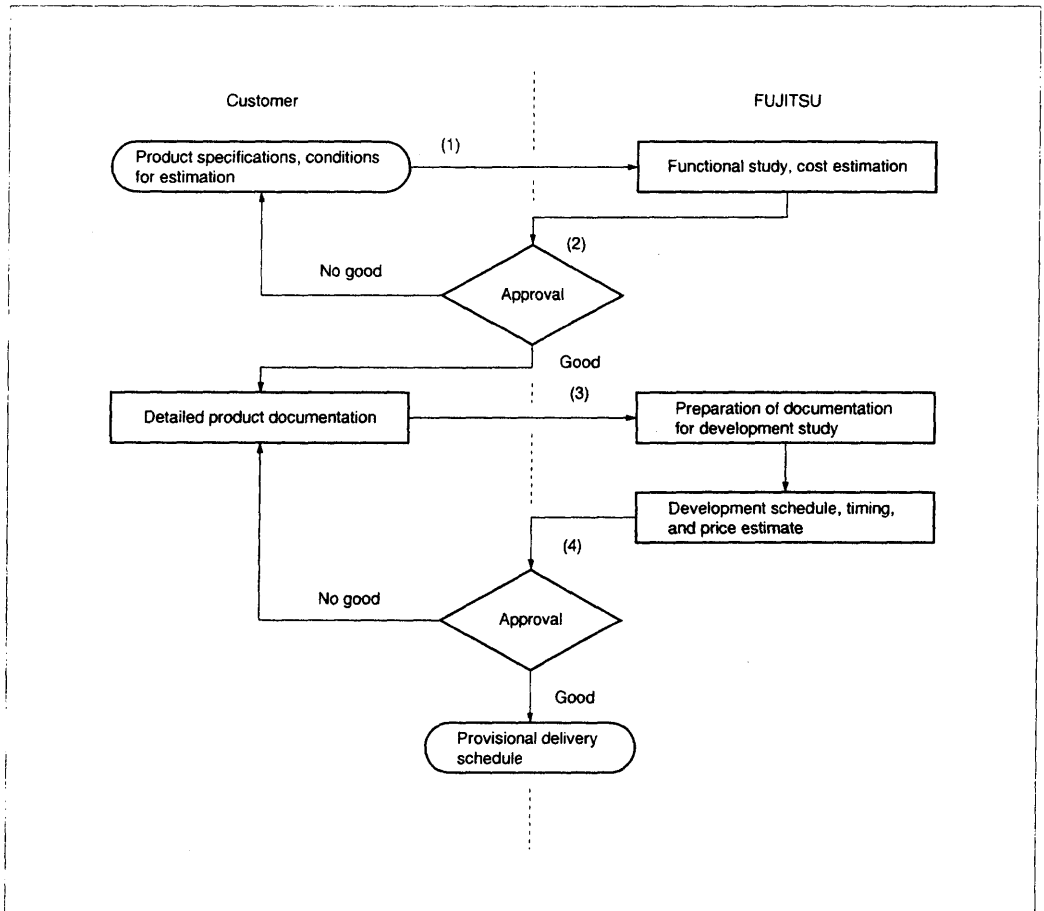 Customer
FUJITSU
(1)
Product specifications, conditions
for estimation
Functional study, cost estimation
(2)
No good
Approval
Good
(3)
Detailed product documentation
Preparation of documentation
for development study
Development schedule, timing,
and price estimate
(4)
No good
Approval
Good
Provisional delivery
schedule